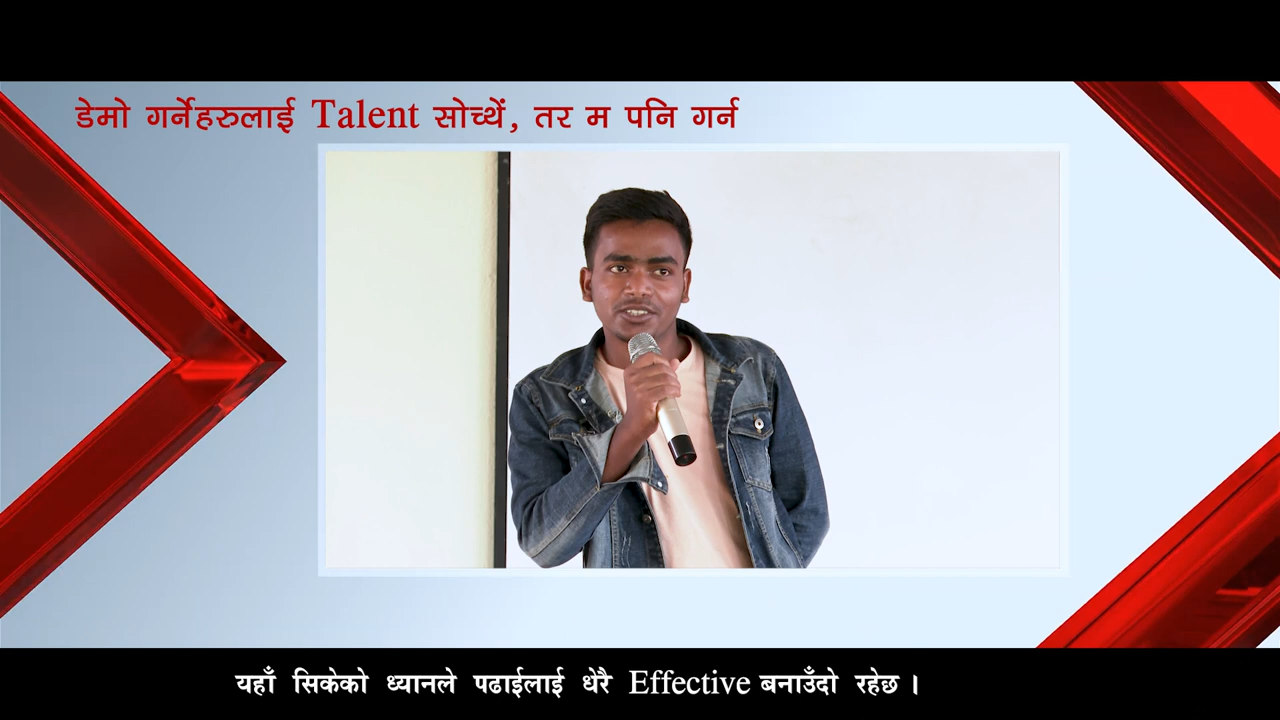 डेमो गर्नेहरुलाई Talent सोच्थें, तर म पनि गर्न
यहाँ सिकेको ध्यानले पढाईलाई धेरै Effective बनाउँदो रहेछ ।